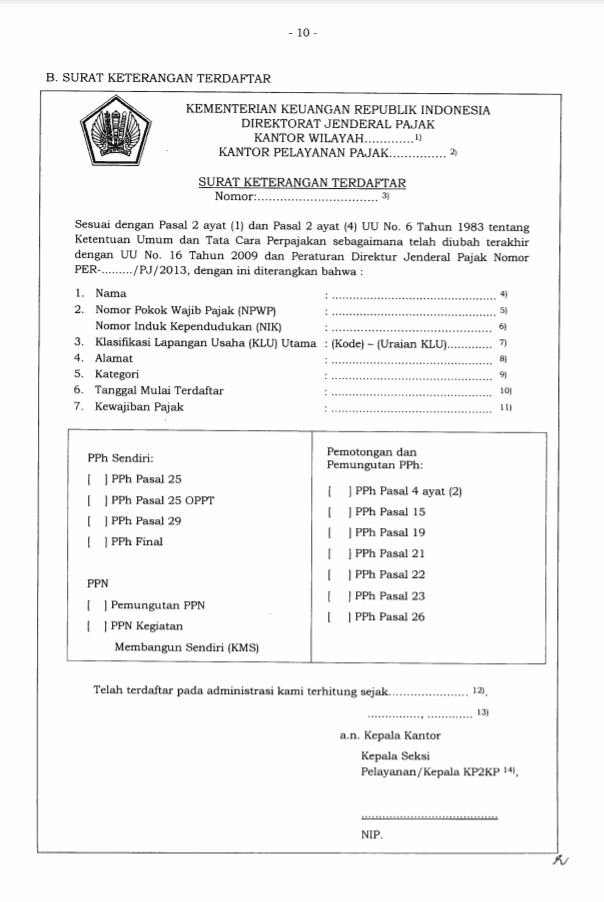 - 10 -
B. SURAT KETERANGAN TERDAFTAR
KEMENTERIAN KEUANGAN REPUBLIK INDONESIA
DIREKTORAT JENDERAL PAJAK
KANTOR WILAYAH.............1)
KANTOR PELAYANAN PAJAK............... 2)
SURAT KETERANGAN TERDAFTAR
Nomor:................................ 3)
Sesuai dengan Pasal 2 ayat (1) dan Pasal 2 ayat (4) UU No. 6 Tahun 1983 tentang
Ketentuan Umum dan Tata Cara Perpajakan sebagaimana telah diubah terakhir
dengan UU No. 16 Tahun 2009 dan Peraturan Direktur Jenderal Pajak Nomor
PER-........./PJ/2013, dengan ini diterangkan bahwa :
1. Nama : ........................................... 4)
2. Nomor Pokok Wajib Pajak (NPWP) : .......................................... 5)
Nomor Induk Kependudukan (NIK) : .......................................... 6)
3. Klasifikasi Lapangan Usaha (KLU) Utama : (Kode) – (Uraian KLU)............ 7)
4. Alamat : .......................................... 8)
5. Kategori : .......................................... 9)
6. Tanggal Mulai Terdaftar : .......................................... 10)
7. Kewajiban Pajak : .......................................... 11)
PPh Sendiri:
[ ] PPh Pasal 25
[ ] PPh Pasal 25 OPPT
[ ] PPh Pasal 29
[ ] PPh Final
PPN
[ ] Pemungutan PPN
[ ] PPN Kegiatan
Membangun Sendiri (KMS)
Pemotongan dan
Pemungutan PPh:
[ ] PPh Pasal 4 ayat (2)
[ ] PPh Pasal 15
[ ] PPh Pasal 19
[ ] PPh Pasal 21
[ ] PPh Pasal 22
[ ] PPh Pasal 23
[ ] PPh Pasal 26
Telah terdaftar pada administrasi kami terhitung sejak..................... 12).
.............., ............ 13)
a.n. Kepala Kantor
Kepala Seksi
Pelayanan/Kepala KP2KP 14),
....................................
NIP.